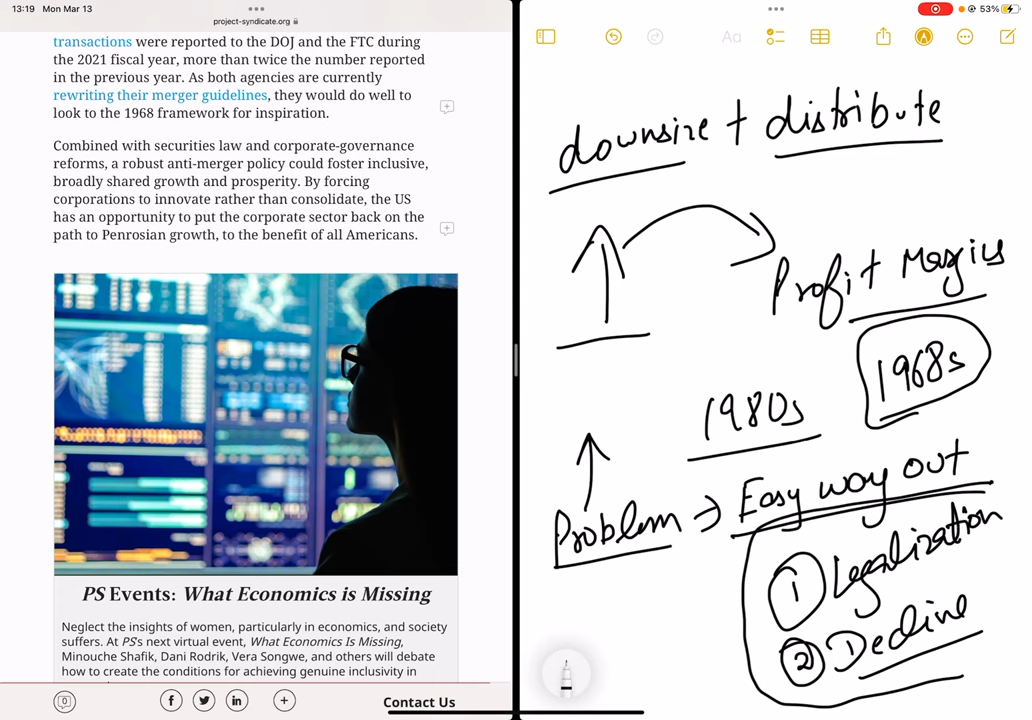 13:19 Mon Mar 13
project-syndicate.org
53%
transactions were reported to the DOJ and the FTC during
the 2021 fiscal year, more than twice the number reported
in the previous year. As both agencies are currently
rewriting their merger guidelines, they would do well to
look to the 1968 framework for inspiration.
Combined with securities law and corporate-governance
reforms, a robust anti-merger policy could foster inclusive,
broadly shared growth and prosperity. By forcing
corporations to innovate rather than consolidate, the US
has an opportunity to put the corporate sector back on the
path to Penrosian growth, to the benefit of all Americans.
PS Events: What Economics is Missing
Neglect the insights of women, particularly in economics, and society
suffers. At PS's next virtual event, What Economics Is Missing,
Minouche Shafik, Dani Rodrik, Vera Songwe, and others will debate
how to create the conditions for achieving genuine inclusivity in
0
Contact Us
Aa
downsize + distribute
Profit Margins
1968s
1980s
Problem ⇒ Easy way out
1 Legalization
2 Decline